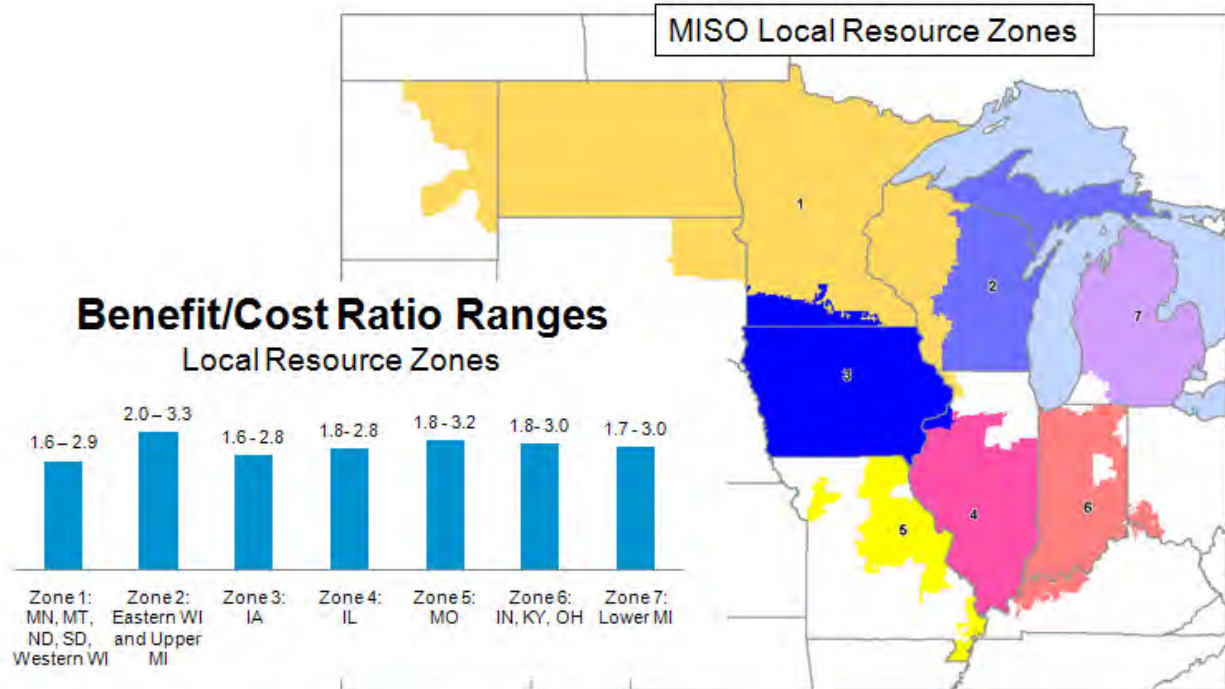 MISO Local Resource Zones
1
2
7
3
4
6
5
Benefit/Cost Ratio Ranges
Local Resource Zones
1.6 – 2.9
2.0 – 3.3
1.6 - 2.8
1.8 - 2.8
1.8 - 3.2
1.8- 3.0
1.7 - 3.0
Zone 1:
MN, MT,
ND, SD,
Western WI
Zone 2:
Eastern WI
and Upper
MI
Zone 3:
IA
Zone 4:
IL
Zone 5:
MO
Zone 6:
IN, KY, OH
Zone 7:
Lower MI